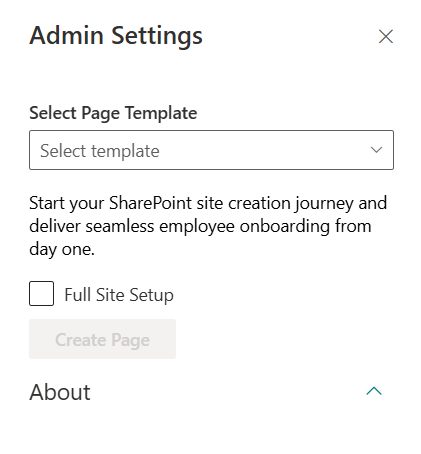 Admin Settings
Select Page Template
Select template
Start your SharePoint site creation journey and
deliver seamless employee onboarding from
day one.
Full Site Setup
Create Page
About